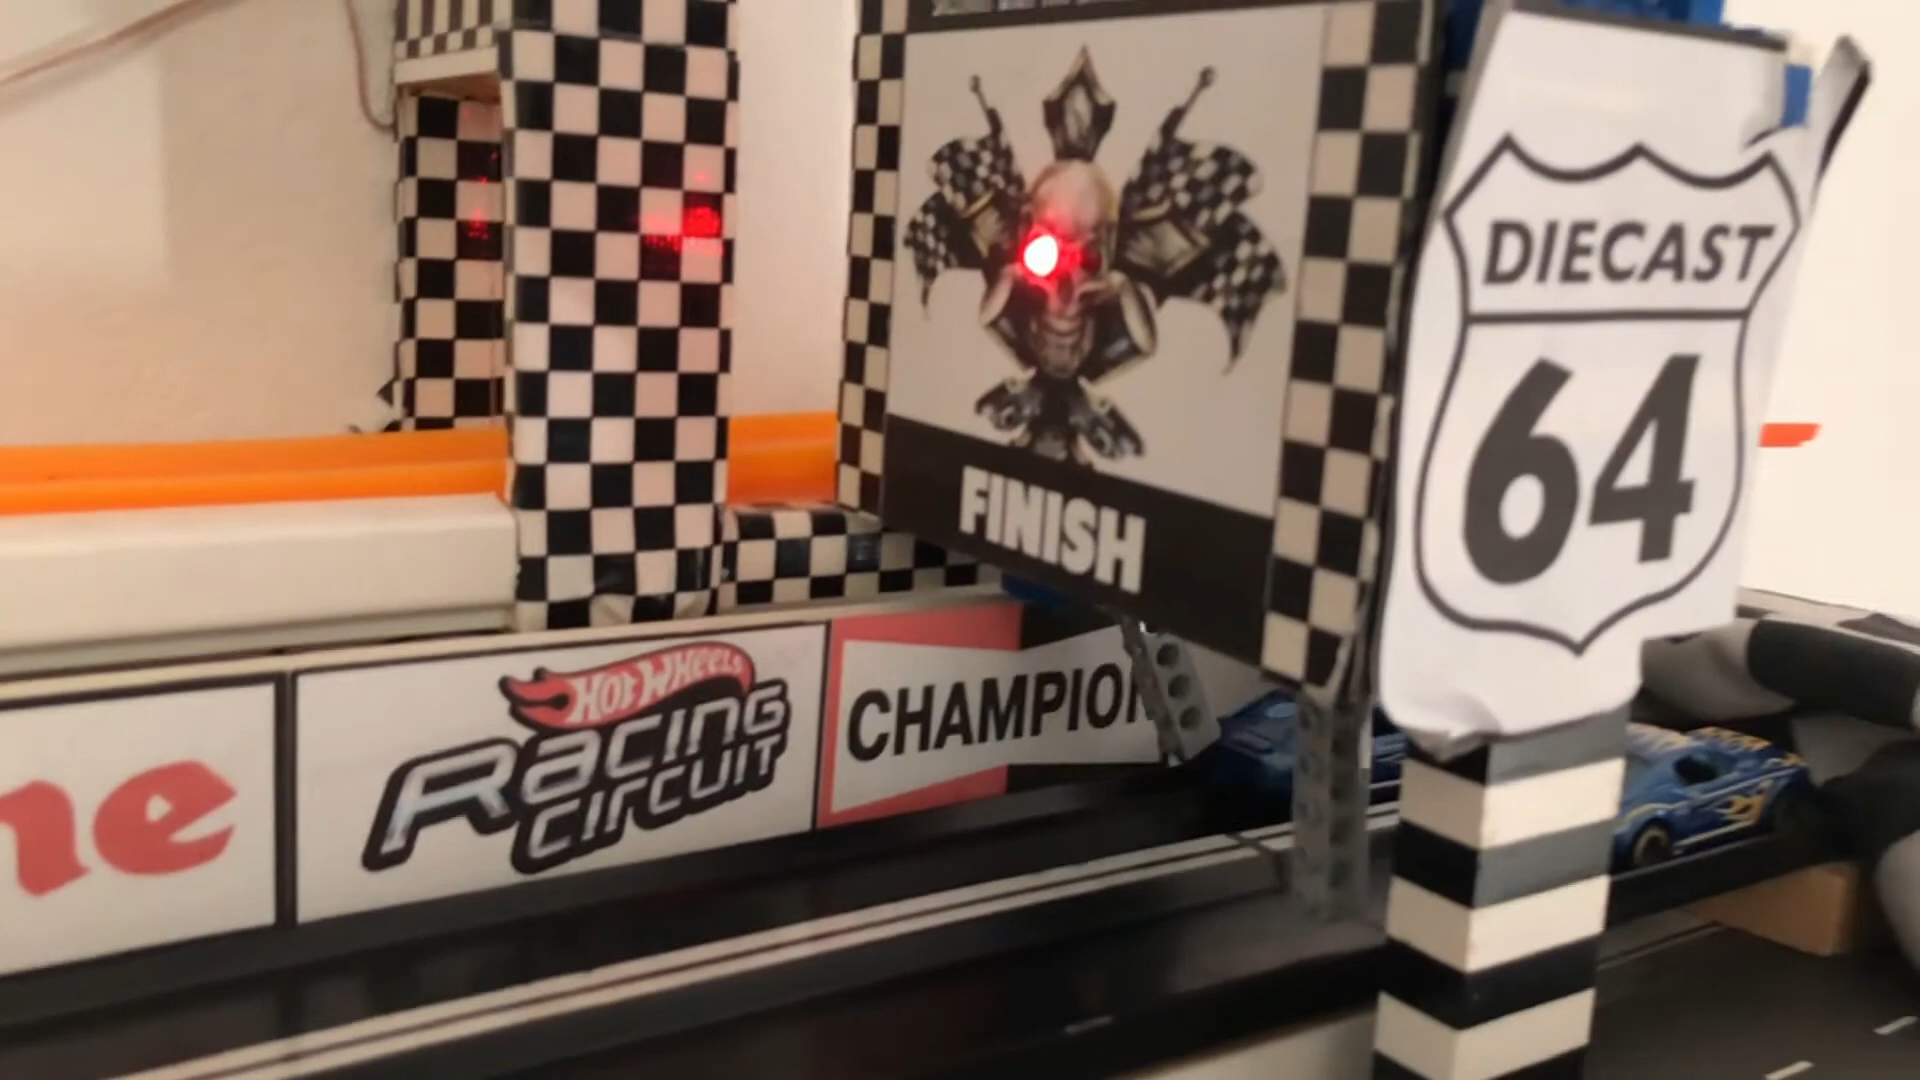 DIECAST
64
FINISH
HOT WHEELS
RACING
CIRCUIT
CHAMPION
ne